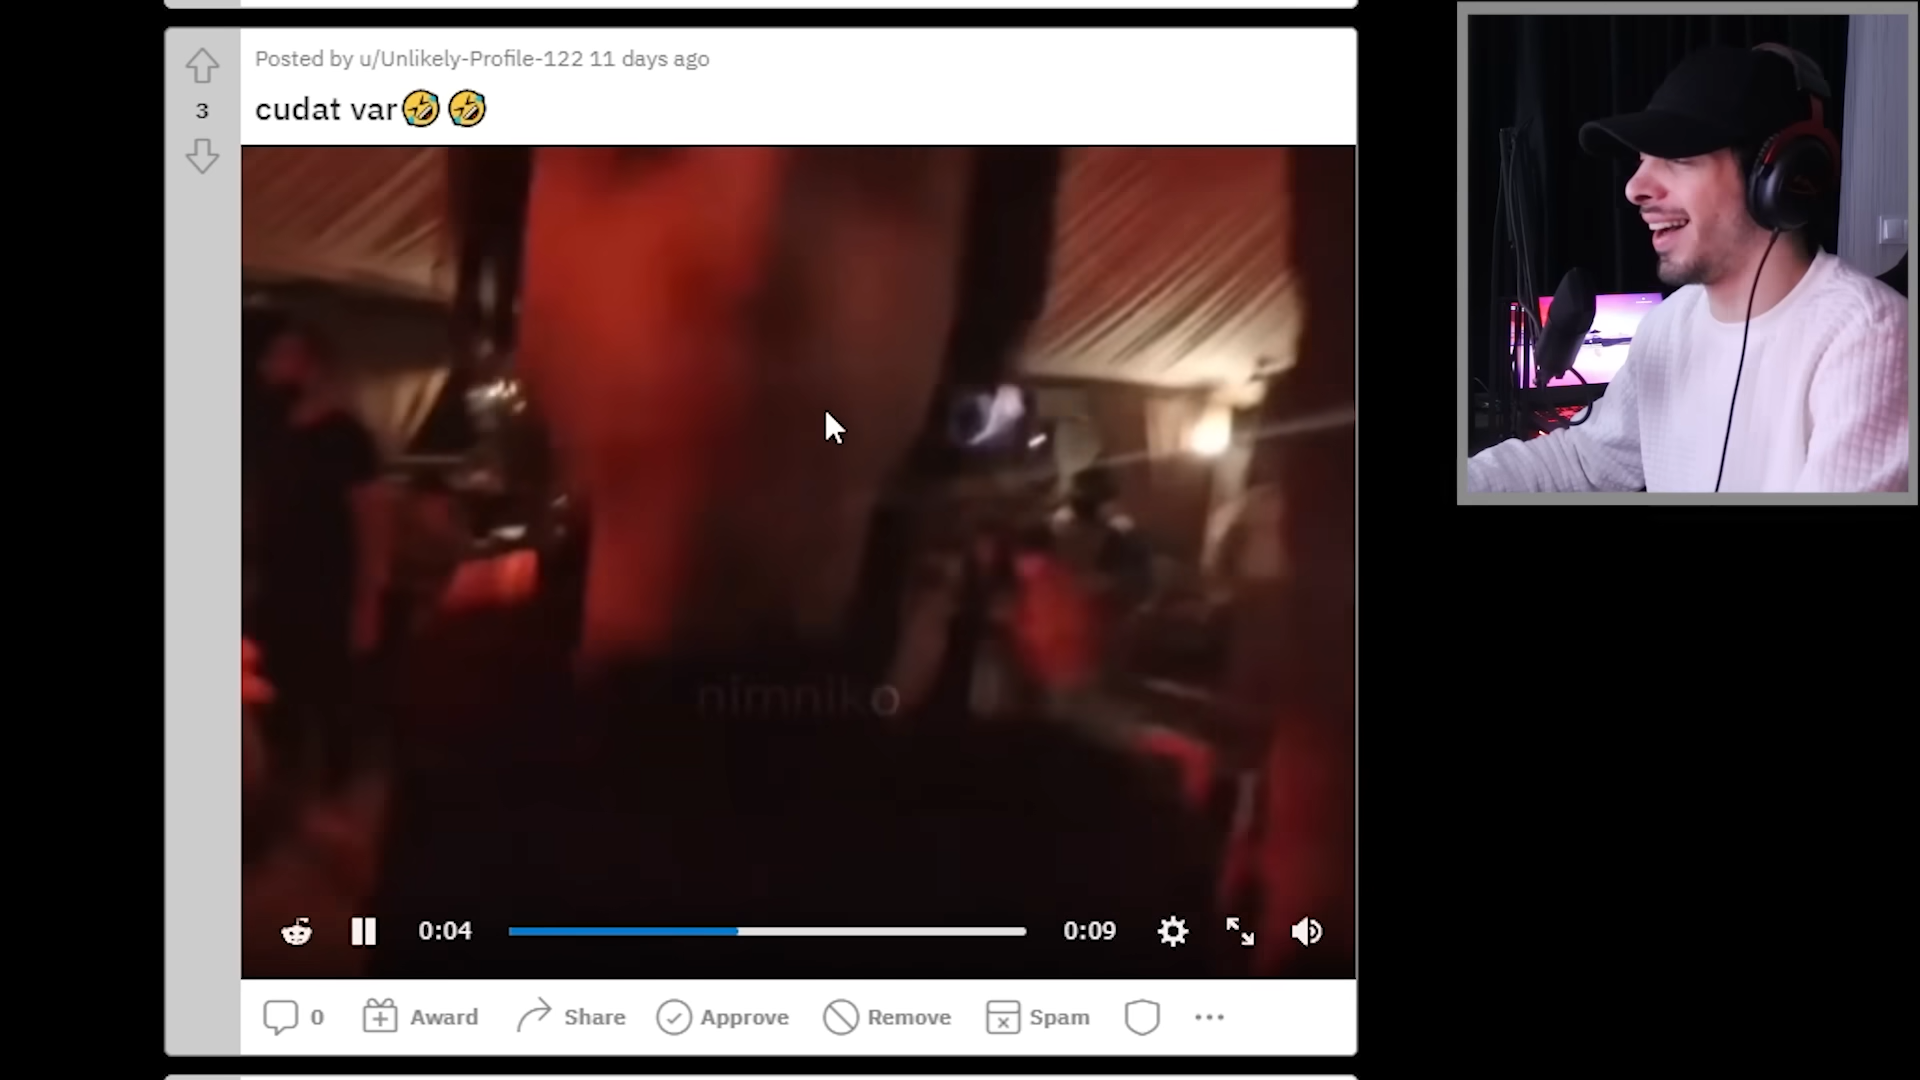 Posted by u/Unlikely-Profile-122 11 days ago
3
cudat var🤣🤣
nimniko
0:04
0:09
0
Award
Share
Approve
Remove
Spam